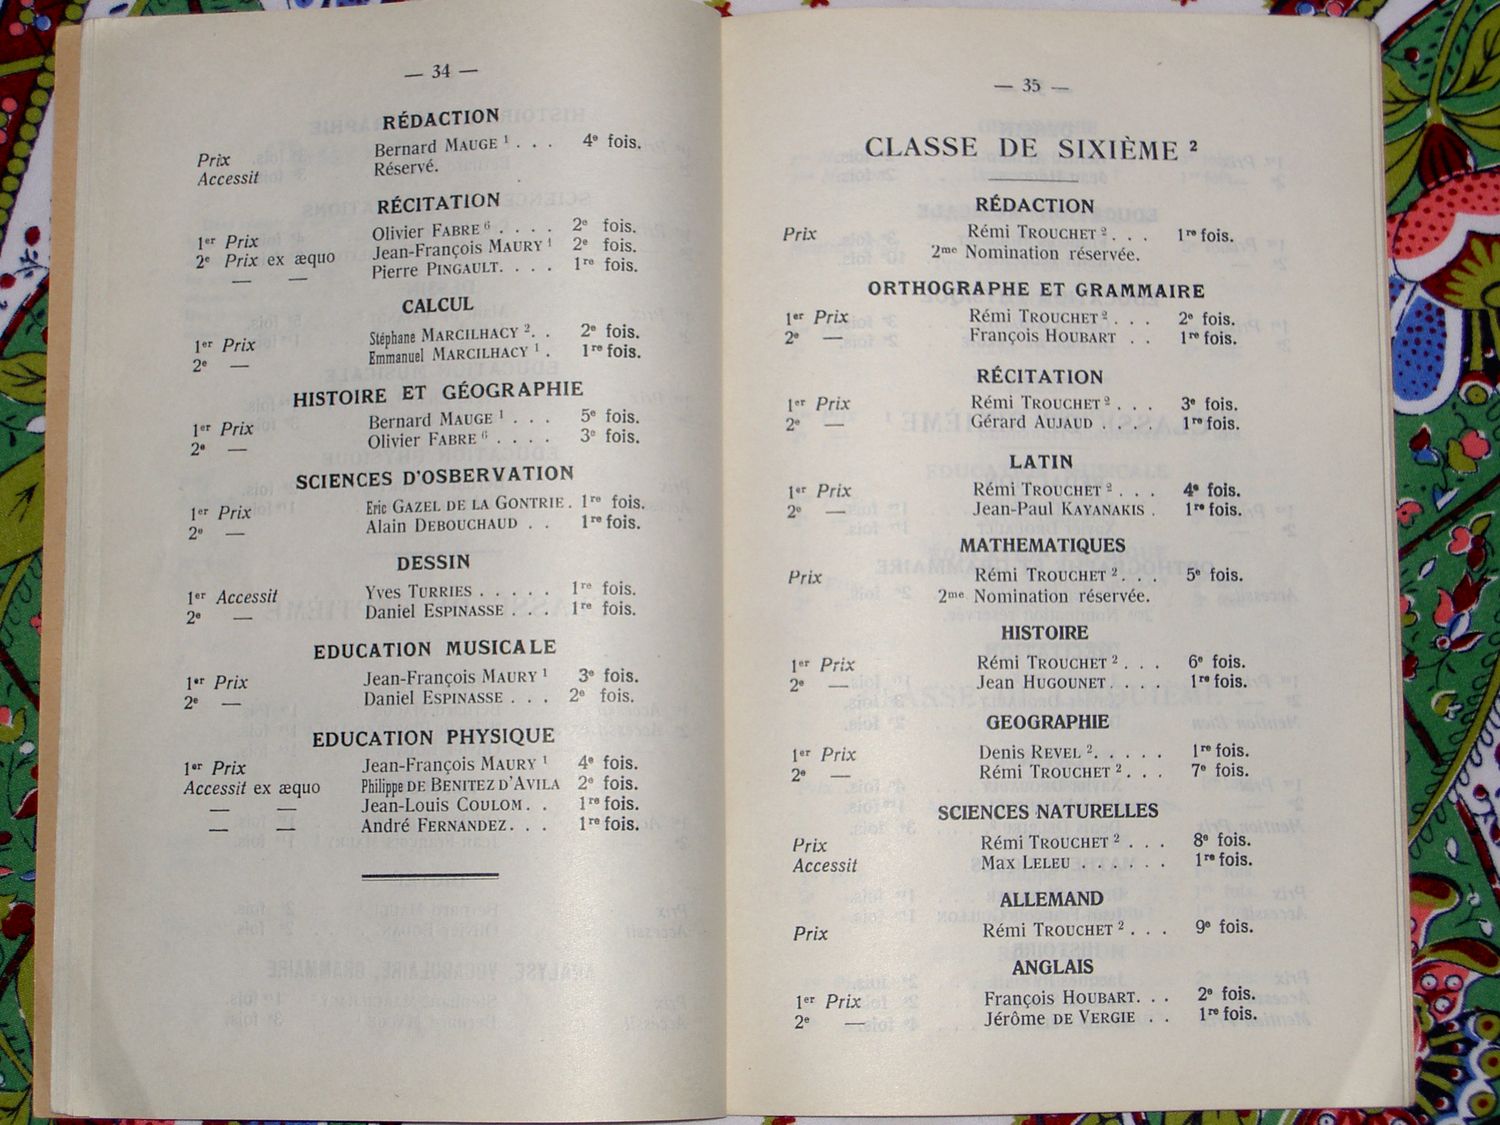 — 34 —
RÉDACTION
Prix Bernard MAUGE ¹ . . . 4ᵉ fois.
Accessit Réservé.
RÉCITATION
1ᵉʳ Prix Olivier FABRE ⁶ . . . . 2ᵉ fois.
2ᵉ Prix ex æquo Jean-François MAURY ¹ 2ᵉ fois.
— — Pierre PINGAULT. . . . 1ʳᵉ fois.
CALCUL
1ᵉʳ Prix Stéphane MARCILHACY ². . 2ᵉ fois.
2ᵉ — Emmanuel MARCILHACY ¹ . 1ʳᵉ fois.
HISTOIRE ET GÉOGRAPHIE
1ᵉʳ Prix Bernard MAUGE ¹ . . . 5ᵉ fois.
2ᵉ — Olivier FABRE ⁶ . . . . 3ᵉ fois.
SCIENCES D'OSBERVATION
1ᵉʳ Prix Eric GAZEL DE LA GONTRIE . 1ʳᵉ fois.
2ᵉ — Alain DEBOUCHAUD . . 1ʳᵉ fois.
DESSIN
1ᵉʳ Accessit Yves TURRIES . . . . . 1ʳᵉ fois.
2ᵉ — Daniel ESPINASSE . . . 1ʳᵉ fois.
EDUCATION MUSICALE
1ᵉʳ Prix Jean-François MAURY ¹ 3ᵉ fois.
2ᵉ — Daniel ESPINASSE . . . 2ᵉ fois.
EDUCATION PHYSIQUE
1ᵉʳ Prix Jean-François MAURY ¹ 4ᵉ fois.
Accessit ex æquo Philippe DE BENITEZ D'AVILA 2ᵉ fois.
— — Jean-Louis COULOM. . 1ʳᵉ fois.
— — André FERNANDEZ. . . 1ʳᵉ fois.
— 35 —
CLASSE DE SIXIÈME ²
RÉDACTION
Prix Rémi TROUCHET ². . . 1ʳᵉ fois.
2ᵐᵉ Nomination réservée.
ORTHOGRAPHE ET GRAMMAIRE
1ᵉʳ Prix Rémi TROUCHET ² . . . 2ᵉ fois.
2ᵉ — François HOUBART . . 1ʳᵉ fois.
RÉCITATION
1ᵉʳ Prix Rémi TROUCHET ². . . 3ᵉ fois.
2ᵉ — Gérard AUJAUD . . . . 1ʳᵉ fois.
LATIN
1ᵉʳ Prix Rémi TROUCHET ² . . . 4ᵉ fois.
2ᵉ — Jean-Paul KAYANAKIS . 1ʳᵉ fois.
MATHEMATIQUES
Prix Rémi TROUCHET ². . . 5ᵉ fois.
2ᵐᵉ Nomination réservée.
HISTOIRE
1ᵉʳ Prix Rémi TROUCHET ² . . . 6ᵉ fois.
2ᵉ — Jean HUGOUNET. . . . 1ʳᵉ fois.
GEOGRAPHIE
1ᵉʳ Prix Denis REVEL ². . . . . 1ʳᵉ fois.
2ᵉ — Rémi TROUCHET ². . . 7ᵉ fois.
SCIENCES NATURELLES
Prix Rémi TROUCHET ² . . . 8ᵉ fois.
Accessit Max LELEU . . . . . . 1ʳᵉ fois.
ALLEMAND
Prix Rémi TROUCHET ² . . . 9ᵉ fois.
ANGLAIS
1ᵉʳ Prix François HOUBART. . . 2ᵉ fois.
2ᵉ — Jérôme DE VERGIE . . 1ʳᵉ fois.